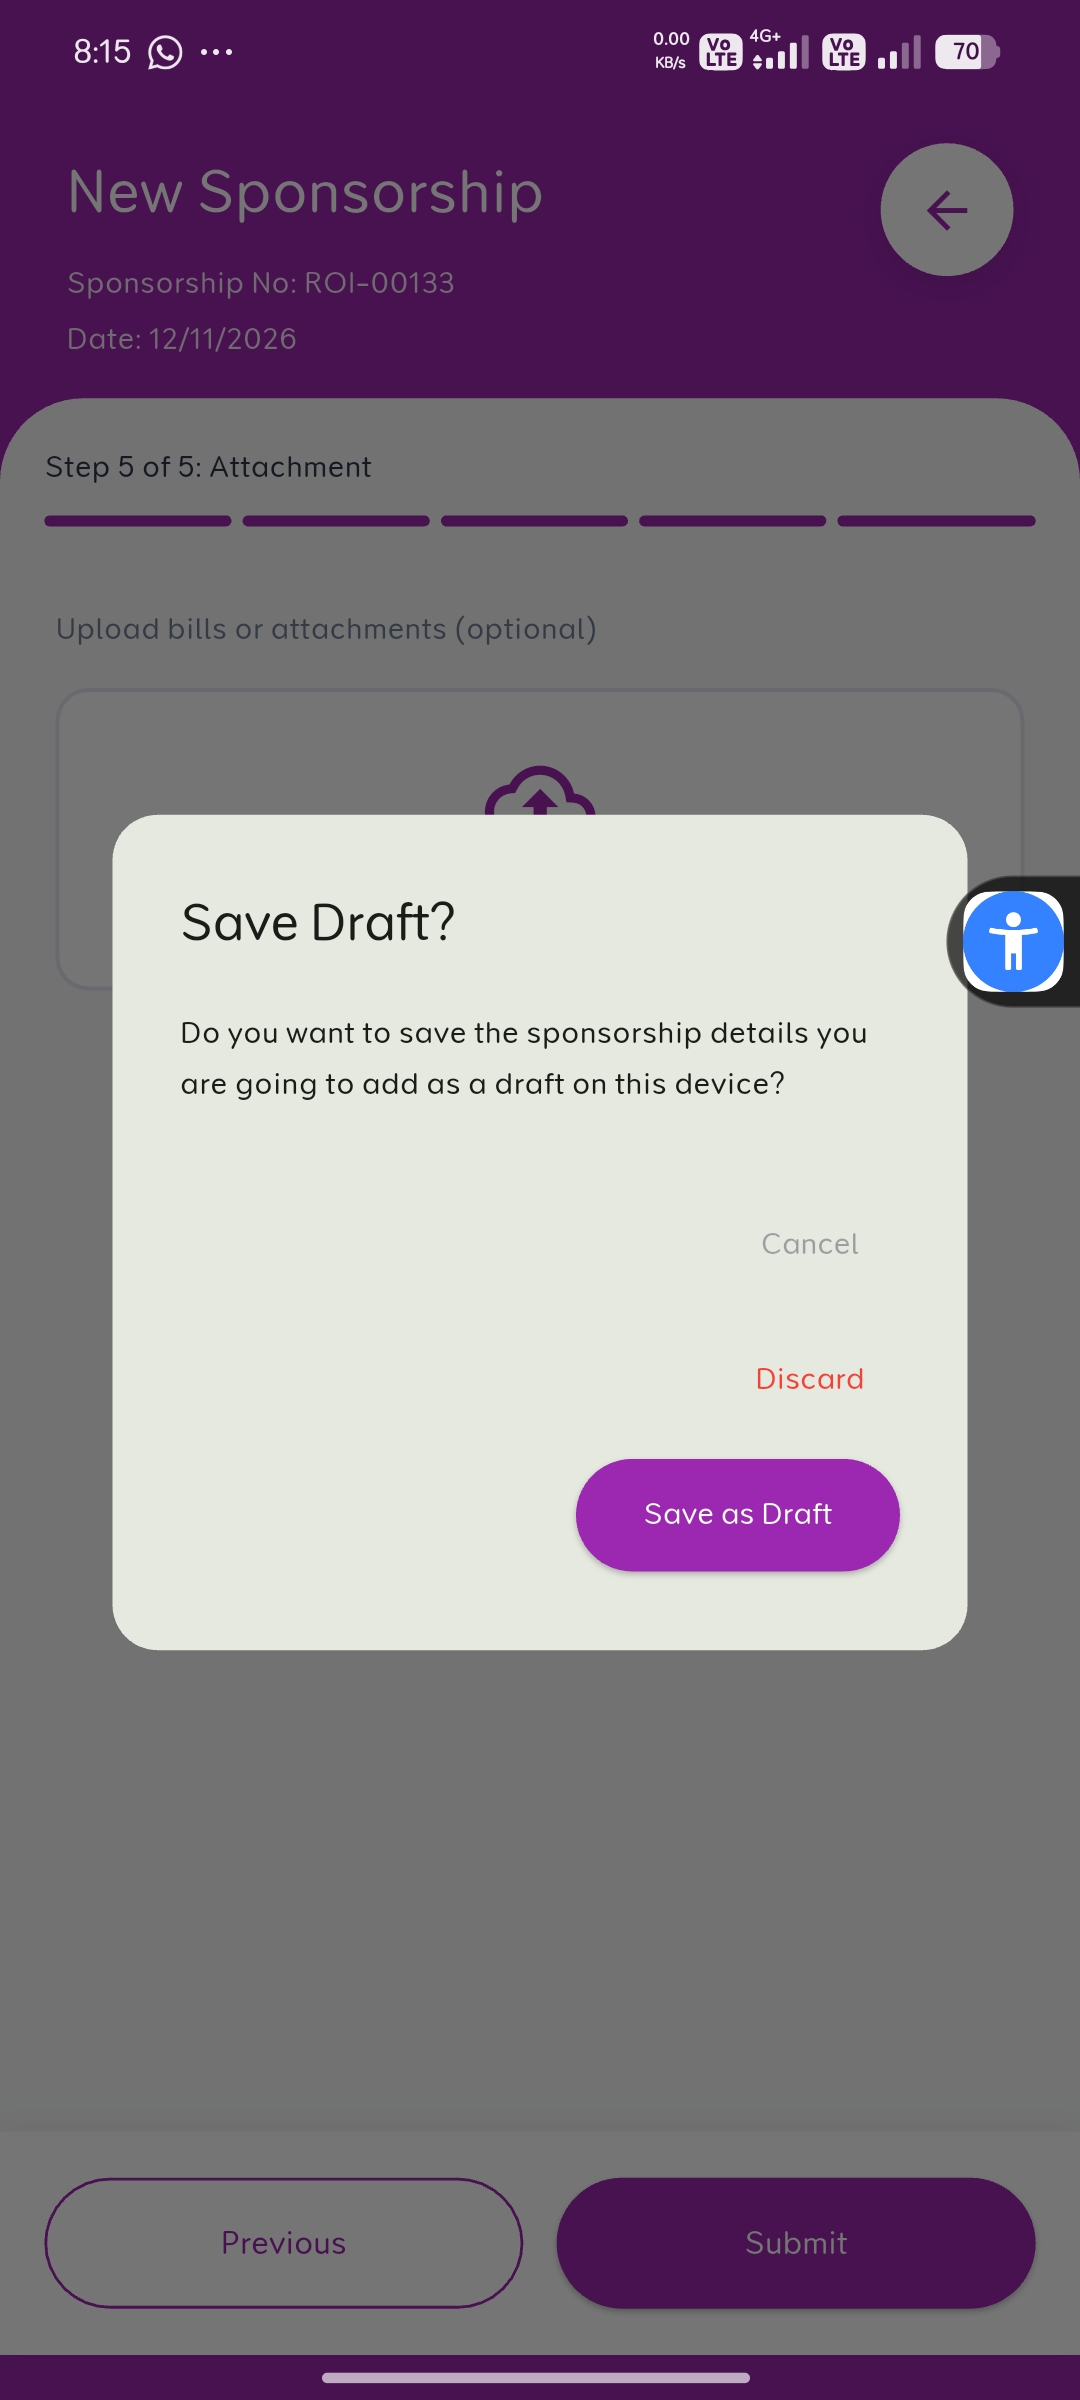 8:15
0.00
KB/s
Vo
LTE
4G+
Vo
LTE
70
New Sponsorship
Sponsorship No: ROI-00133
Date: 12/11/2026
Step 5 of 5: Attachment
Upload bills or attachments (optional)
Save Draft?
Do you want to save the sponsorship details you
are going to add as a draft on this device?
Cancel
Discard
Save as Draft
Previous
Submit